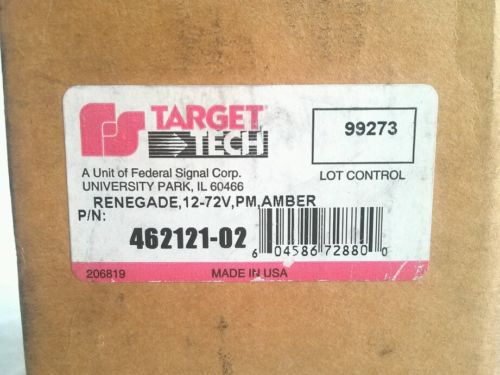 FS TARGET
TECH
99273
LOT CONTROL
A Unit of Federal Signal Corp.
UNIVERSITY PARK, IL 60466
RENEGADE,12-72V,PM,AMBER
P/N:
462121-02
6 04586 72880 0
206819
MADE IN USA